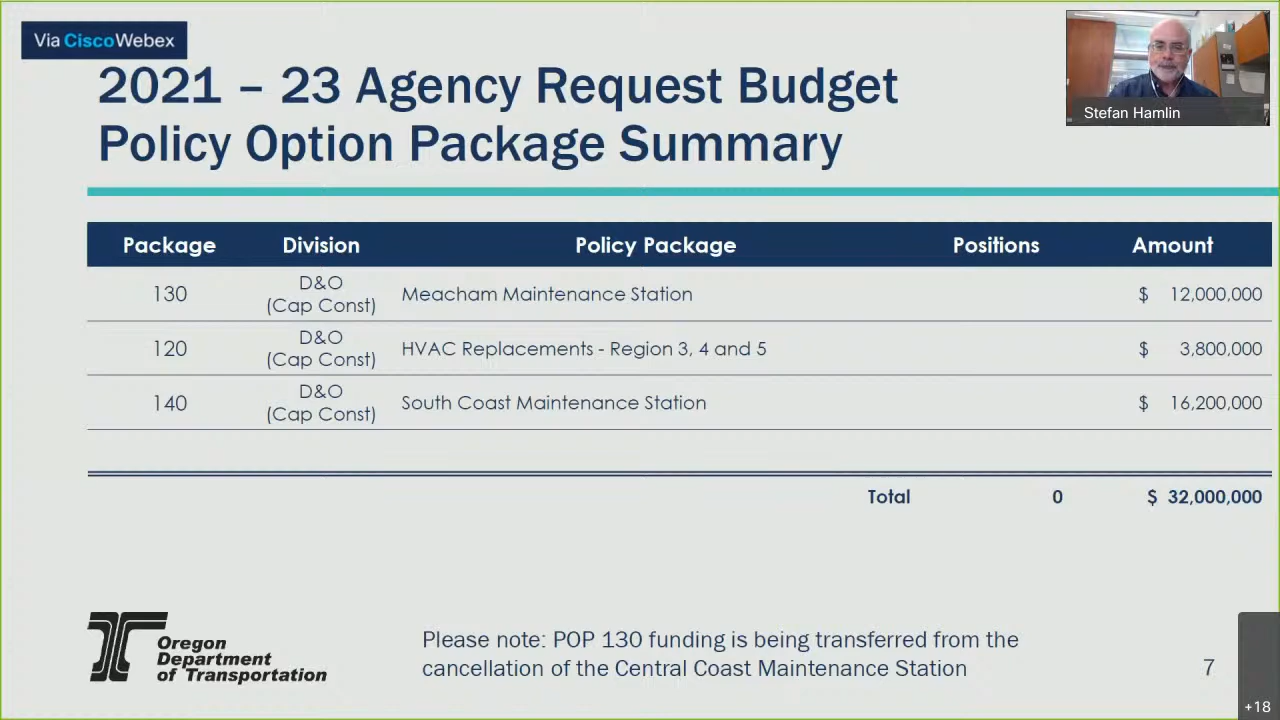 Via CiscoWebex
2021 – 23 Agency Request Budget
Policy Option Package Summary
Stefan Hamlin
Package Division Policy Package Positions Amount
130 D&O (Cap Const) Meacham Maintenance Station $ 12,000,000
120 D&O (Cap Const) HVAC Replacements - Region 3, 4 and 5 $ 3,800,000
140 D&O (Cap Const) South Coast Maintenance Station $ 16,200,000
Total 0 $ 32,000,000
Oregon
Department
of Transportation
Please note: POP 130 funding is being transferred from the
cancellation of the Central Coast Maintenance Station
7
+18